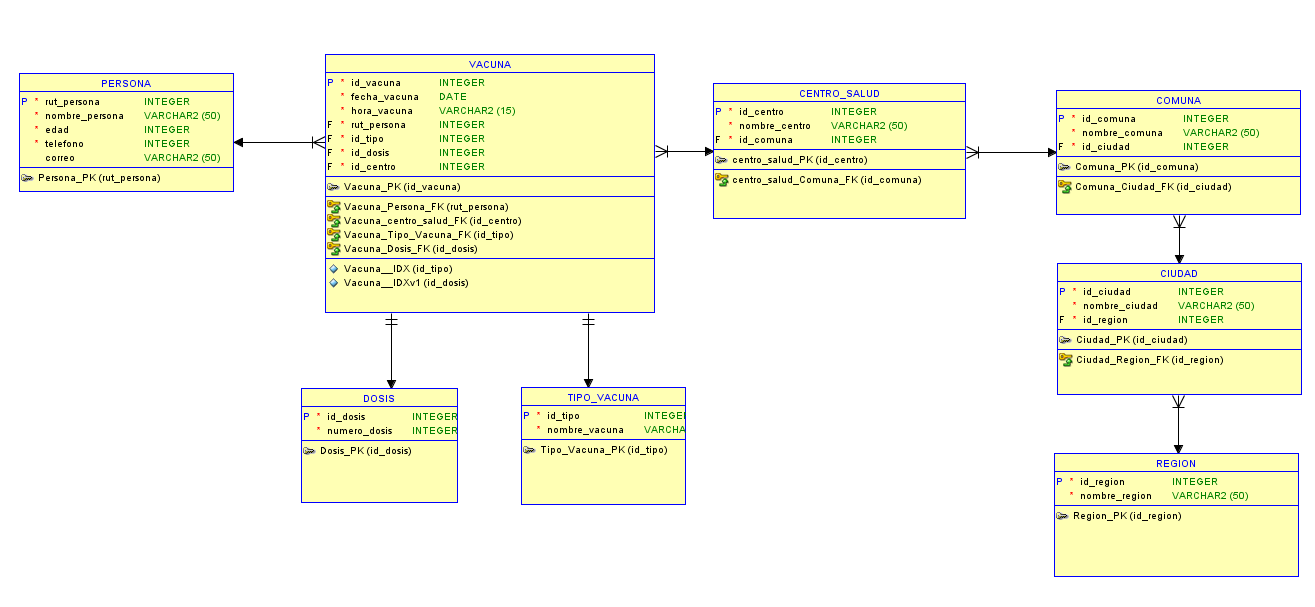 PERSONA
P * rut_persona INTEGER
* nombre_persona VARCHAR2 (50)
* edad INTEGER
* telefono INTEGER
correo VARCHAR2 (50)
Persona_PK (rut_persona)
VACUNA
P * id_vacuna INTEGER
* fecha_vacuna DATE
* hora_vacuna VARCHAR2 (15)
F * rut_persona INTEGER
F * id_tipo INTEGER
F * id_dosis INTEGER
F * id_centro INTEGER
Vacuna_PK (id_vacuna)
Vacuna_Persona_FK (rut_persona)
Vacuna_centro_salud_FK (id_centro)
Vacuna_Tipo_Vacuna_FK (id_tipo)
Vacuna_Dosis_FK (id_dosis)
Vacuna__IDX (id_tipo)
Vacuna__IDXv1 (id_dosis)
CENTRO_SALUD
P * id_centro INTEGER
* nombre_centro VARCHAR2 (50)
F * id_comuna INTEGER
centro_salud_PK (id_centro)
centro_salud_Comuna_FK (id_comuna)
COMUNA
P * id_comuna INTEGER
* nombre_comuna VARCHAR2 (50)
F * id_ciudad INTEGER
Comuna_PK (id_comuna)
Comuna_Ciudad_FK (id_ciudad)
CIUDAD
P * id_ciudad INTEGER
* nombre_ciudad VARCHAR2 (50)
F * id_region INTEGER
Ciudad_PK (id_ciudad)
Ciudad_Region_FK (id_region)
DOSIS
P * id_dosis INTEGER
* numero_dosis INTEGER
Dosis_PK (id_dosis)
TIPO_VACUNA
P * id_tipo INTEGE
* nombre_vacuna VARCHA
Tipo_Vacuna_PK (id_tipo)
REGION
P * id_region INTEGER
* nombre_region VARCHAR2 (50)
Region_PK (id_region)